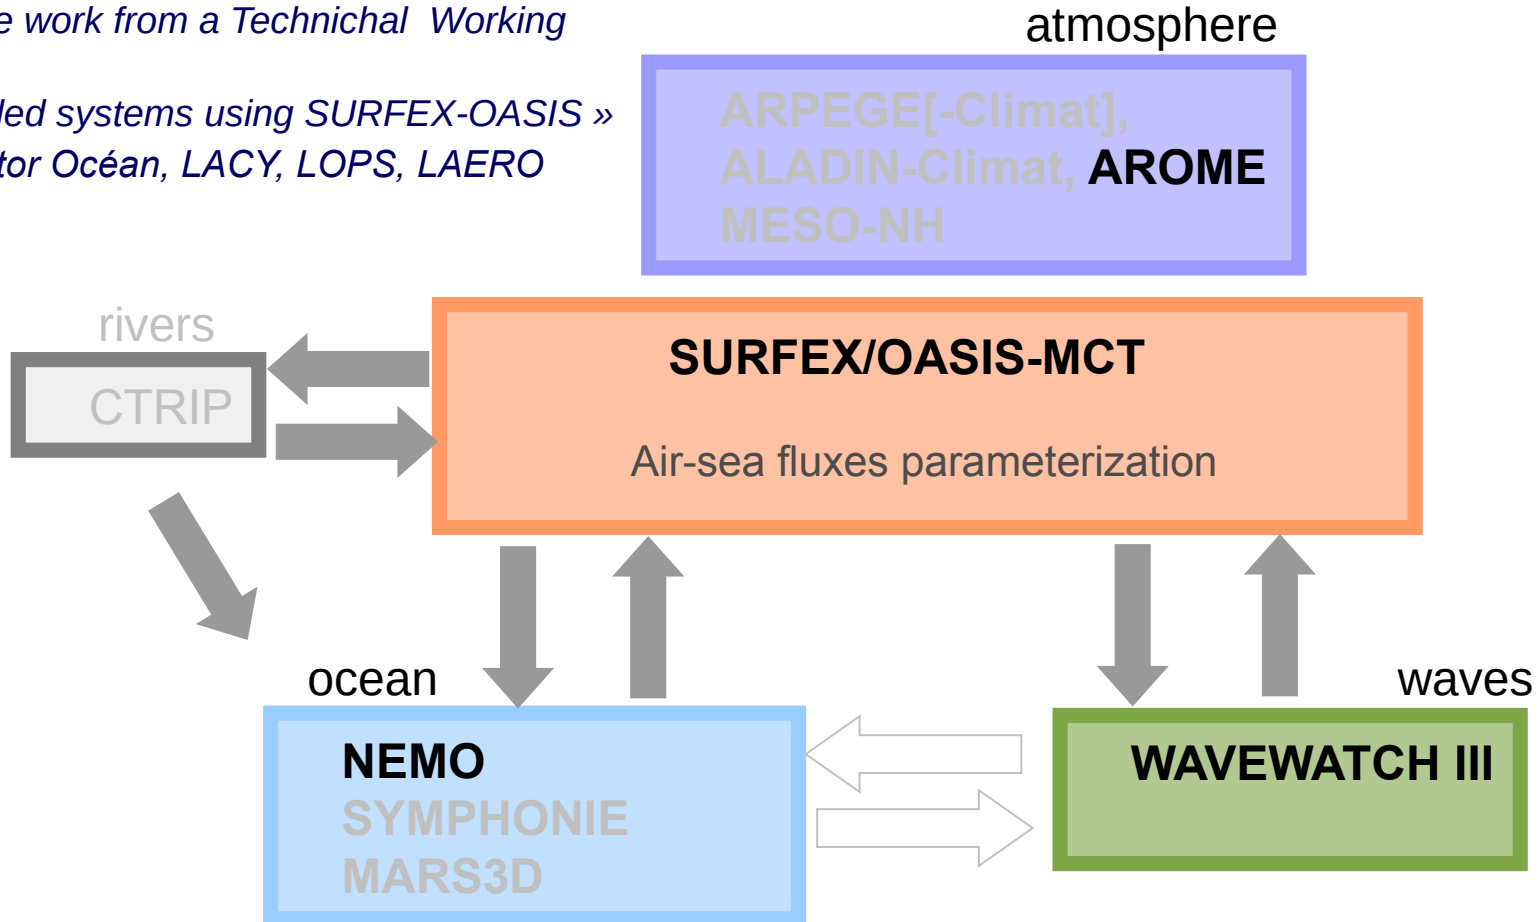 e work from a Technichal Working
led systems using SURFEX-OASIS »
tor Océan, LACY, LOPS, LAERO
atmosphere
ARPEGE[-Climat],
ALADIN-Climat, AROME
MESO-NH
rivers
CTRIP
SURFEX/OASIS-MCT
Air-sea fluxes parameterization
ocean
NEMO
SYMPHONIE
MARS3D
waves
WAVEWATCH III